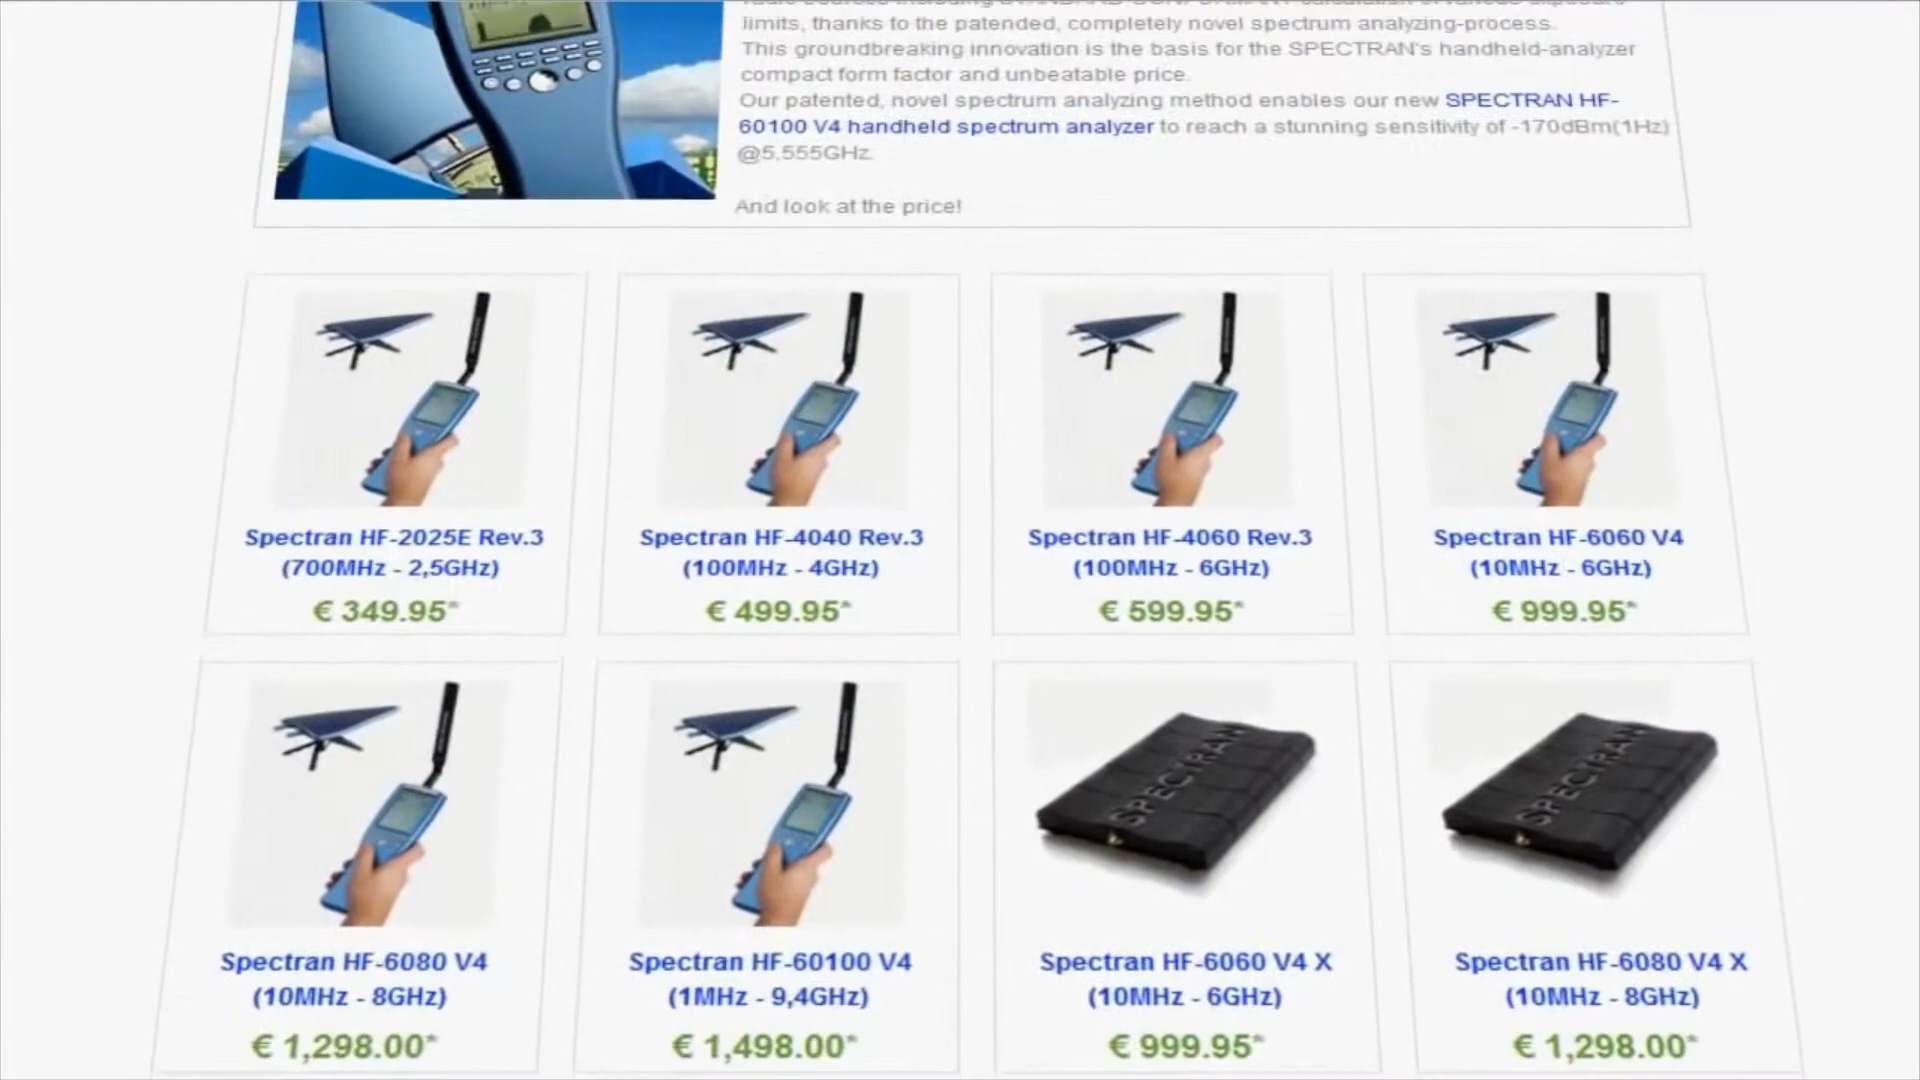 limits, thanks to the patented, completely novel spectrum analyzing-process.
This groundbreaking innovation is the basis for the SPECTRAN's handheld-analyzer
compact form factor and unbeatable price.
Our patented, novel spectrum analyzing method enables our new SPECTRAN HF-
60100 V4 handheld spectrum analyzer to reach a stunning sensitivity of -170dBm(1Hz)
@5.555GHz.
And look at the price!
Spectran HF-2025E Rev.3
(700MHz - 2,5GHz)
€ 349.95*
Spectran HF-4040 Rev.3
(100MHz - 4GHz)
€ 499.95*
Spectran HF-4060 Rev.3
(100MHz - 6GHz)
€ 599.95*
Spectran HF-6060 V4
(10MHz - 6GHz)
€ 999.95*
Spectran HF-6080 V4
(10MHz - 8GHz)
€ 1,298.00*
Spectran HF-60100 V4
(1MHz - 9,4GHz)
€ 1,498.00*
SPECTRAN
Spectran HF-6060 V4 X
(10MHz - 6GHz)
€ 999.95*
SPECTRAN
Spectran HF-6080 V4 X
(10MHz - 8GHz)
€ 1,298.00*